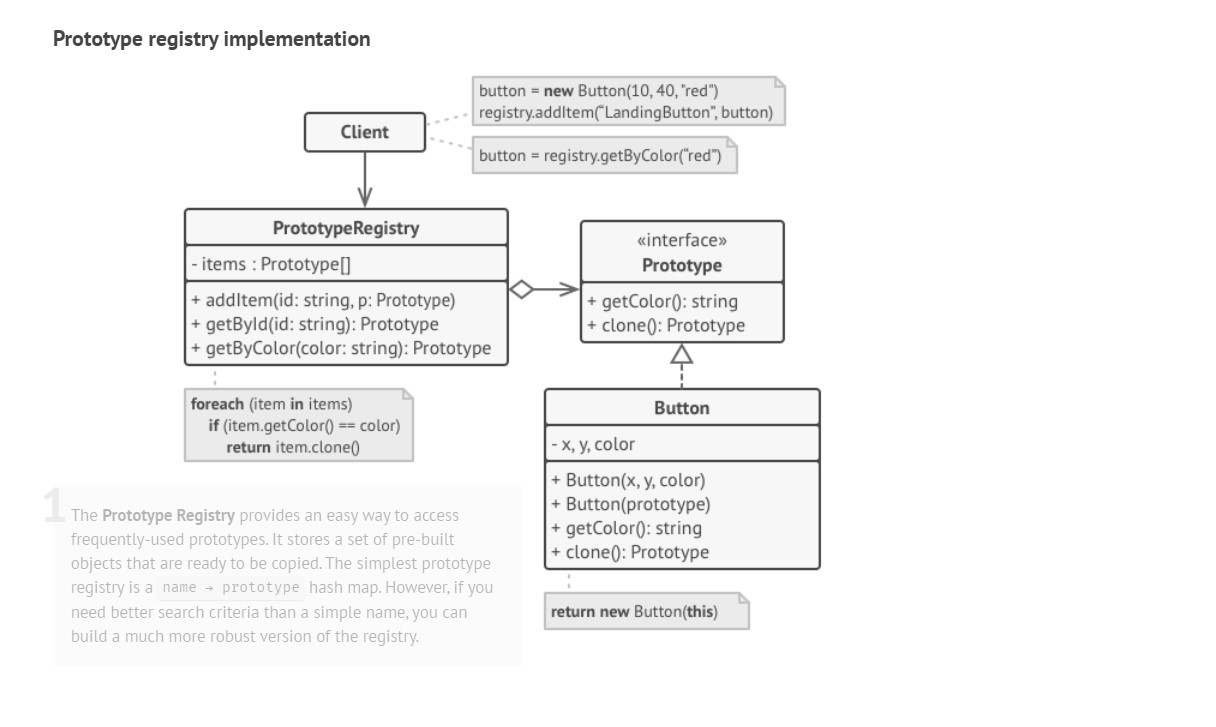 Prototype registry implementation
button = new Button(10, 40, "red")
registry.addItem(“LandingButton", button)
Client
button = registry.getByColor(“red”)
PrototypeRegistry
- items : Prototype[]
+ addItem(id: string, p: Prototype)
+ getById(id: string): Prototype
+ getByColor(color: string): Prototype
«interface»
Prototype
+ getColor(): string
+ clone(): Prototype
foreach (item in items)
if (item.getColor() == color)
return item.clone()
Button
- x, y, color
+ Button(x, y, color)
+ Button(prototype)
+ getColor(): string
+ clone(): Prototype
return new Button(this)
1
The Prototype Registry provides an easy way to access
frequently-used prototypes. It stores a set of pre-built
objects that are ready to be copied. The simplest prototype
registry is a name → prototype hash map. However, if you
need better search criteria than a simple name, you can
build a much more robust version of the registry.